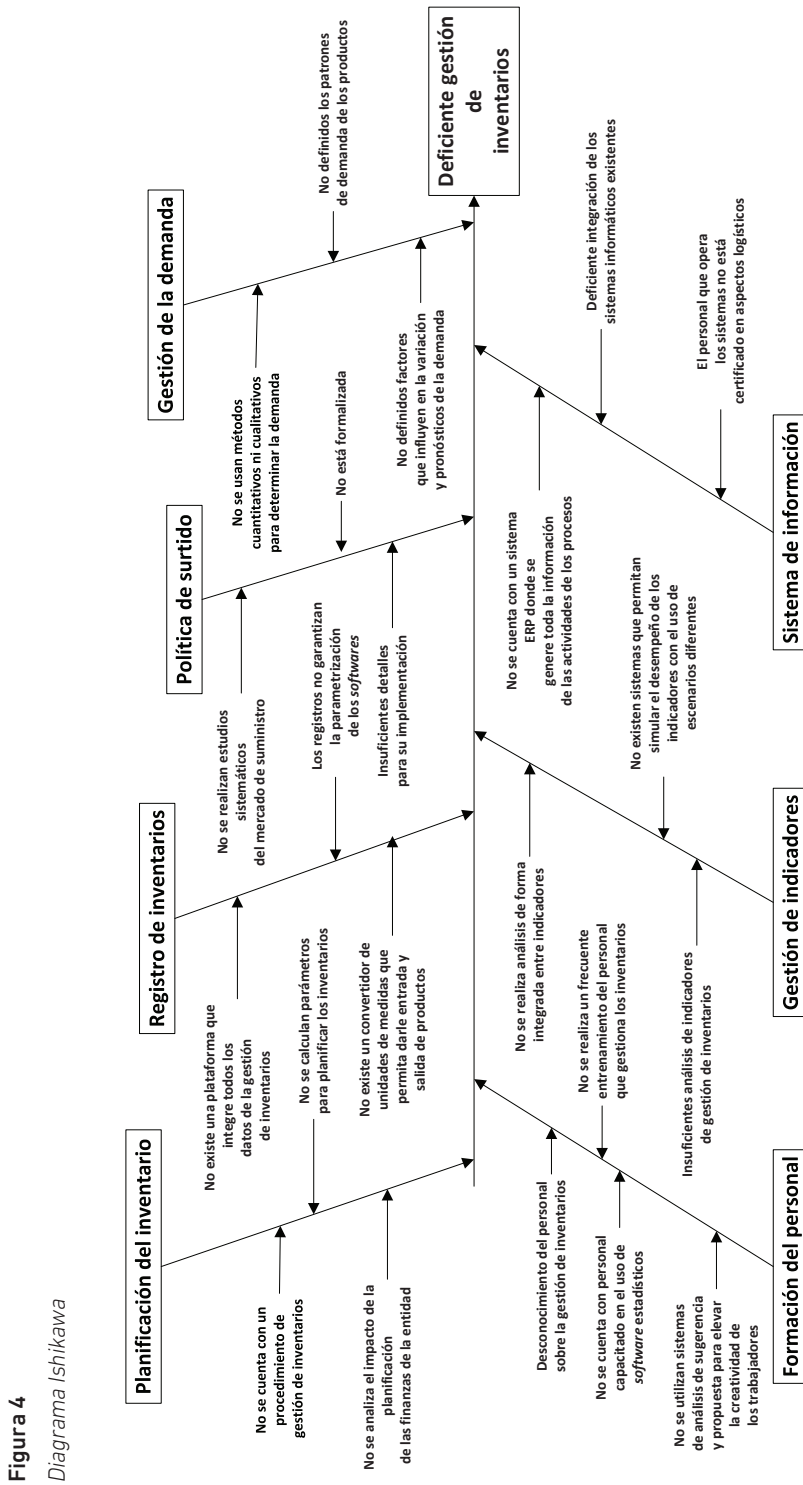 Figura 4
Diagrama Ishikawa
Planificación del inventario
No se cuenta con un
procedimiento de
gestión de inventarios
No se calculan parámetros
para planificar los inventarios
No se analiza el impacto de la
planificación
de las finanzas de la entidad
Registro de inventarios
No existe una plataforma que
integre todos los
datos de la gestión
de inventarios
Los registros no garantizan
la parametrización
de los softwares
No existe un convertidor de
unidades de medidas que
permita darle entrada y
salida de productos
Política de surtido
No se realizan estudios
sistemáticos
del mercado de suministro
No está formalizada
Insuficientes detalles
para su implementación
Gestión de la demanda
No se usan métodos
cuantitativos ni cualitativos
para determinar la demanda
No definidos los patrones
de demanda de los productos
No definidos factores
que influyen en la variación
y pronósticos de la demanda
Deficiente gestión
de
inventarios
Desconocimiento del personal
sobre la gestión de inventarios
No se realiza un frecuente
entrenamiento del personal
que gestiona los inventarios
No se cuenta con personal
capacitado en el uso de
software estadísticos
No se utilizan sistemas
de análisis de sugerencia
y propuesta para elevar
la creatividad de
los trabajadores
Formación del personal
No se realiza análisis de forma
integrada entre indicadores
No existen sistemas que permitan
simular el desempeño de los
indicadores con el uso de
escenarios diferentes
Insuficientes análisis de indicadores
de gestión de inventarios
Gestión de indicadores
No se cuenta con un sistema
ERP donde se
genere toda la información
de las actividades de los procesos
Deficiente integración de los
sistemas informáticos existentes
El personal que opera
los sistemas no está
certificado en aspectos logísticos
Sistema de información